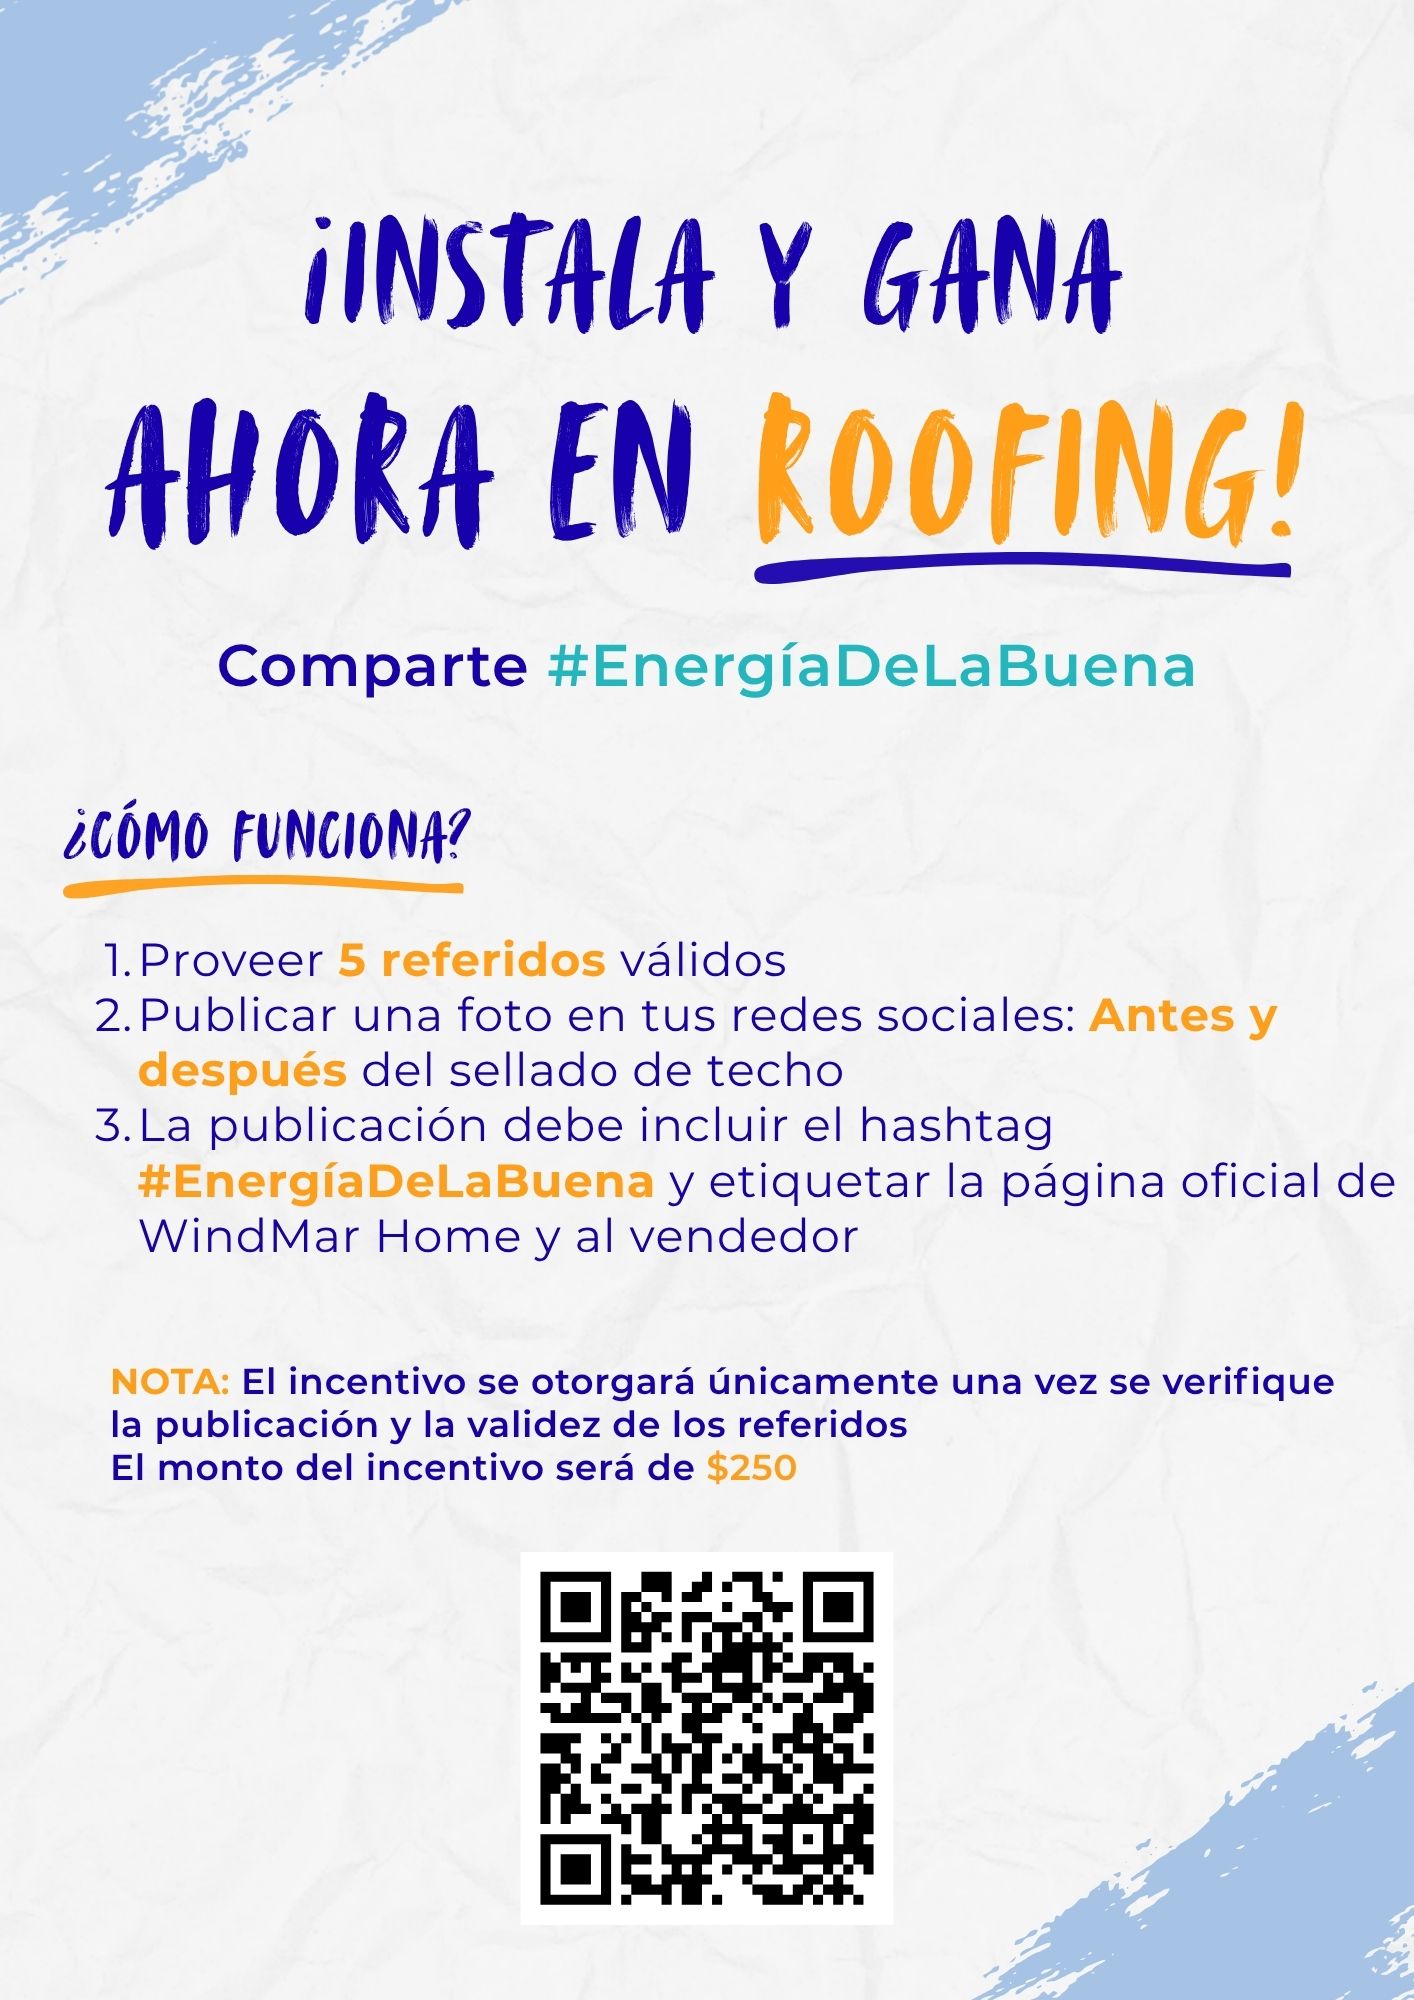 ¡INSTALA Y GANA
AHORA EN ROOFING!
Comparte #EnergíaDeLaBuena
¿CÓMO FUNCIONA?
1. Proveer 5 referidos válidos
2. Publicar una foto en tus redes sociales: Antes y
después del sellado de techo
3. La publicación debe incluir el hashtag
#EnergíaDeLaBuena y etiquetar la página oficial de
WindMar Home y al vendedor
NOTA: El incentivo se otorgará únicamente una vez se verifique
la publicación y la validez de los referidos
El monto del incentivo será de $250